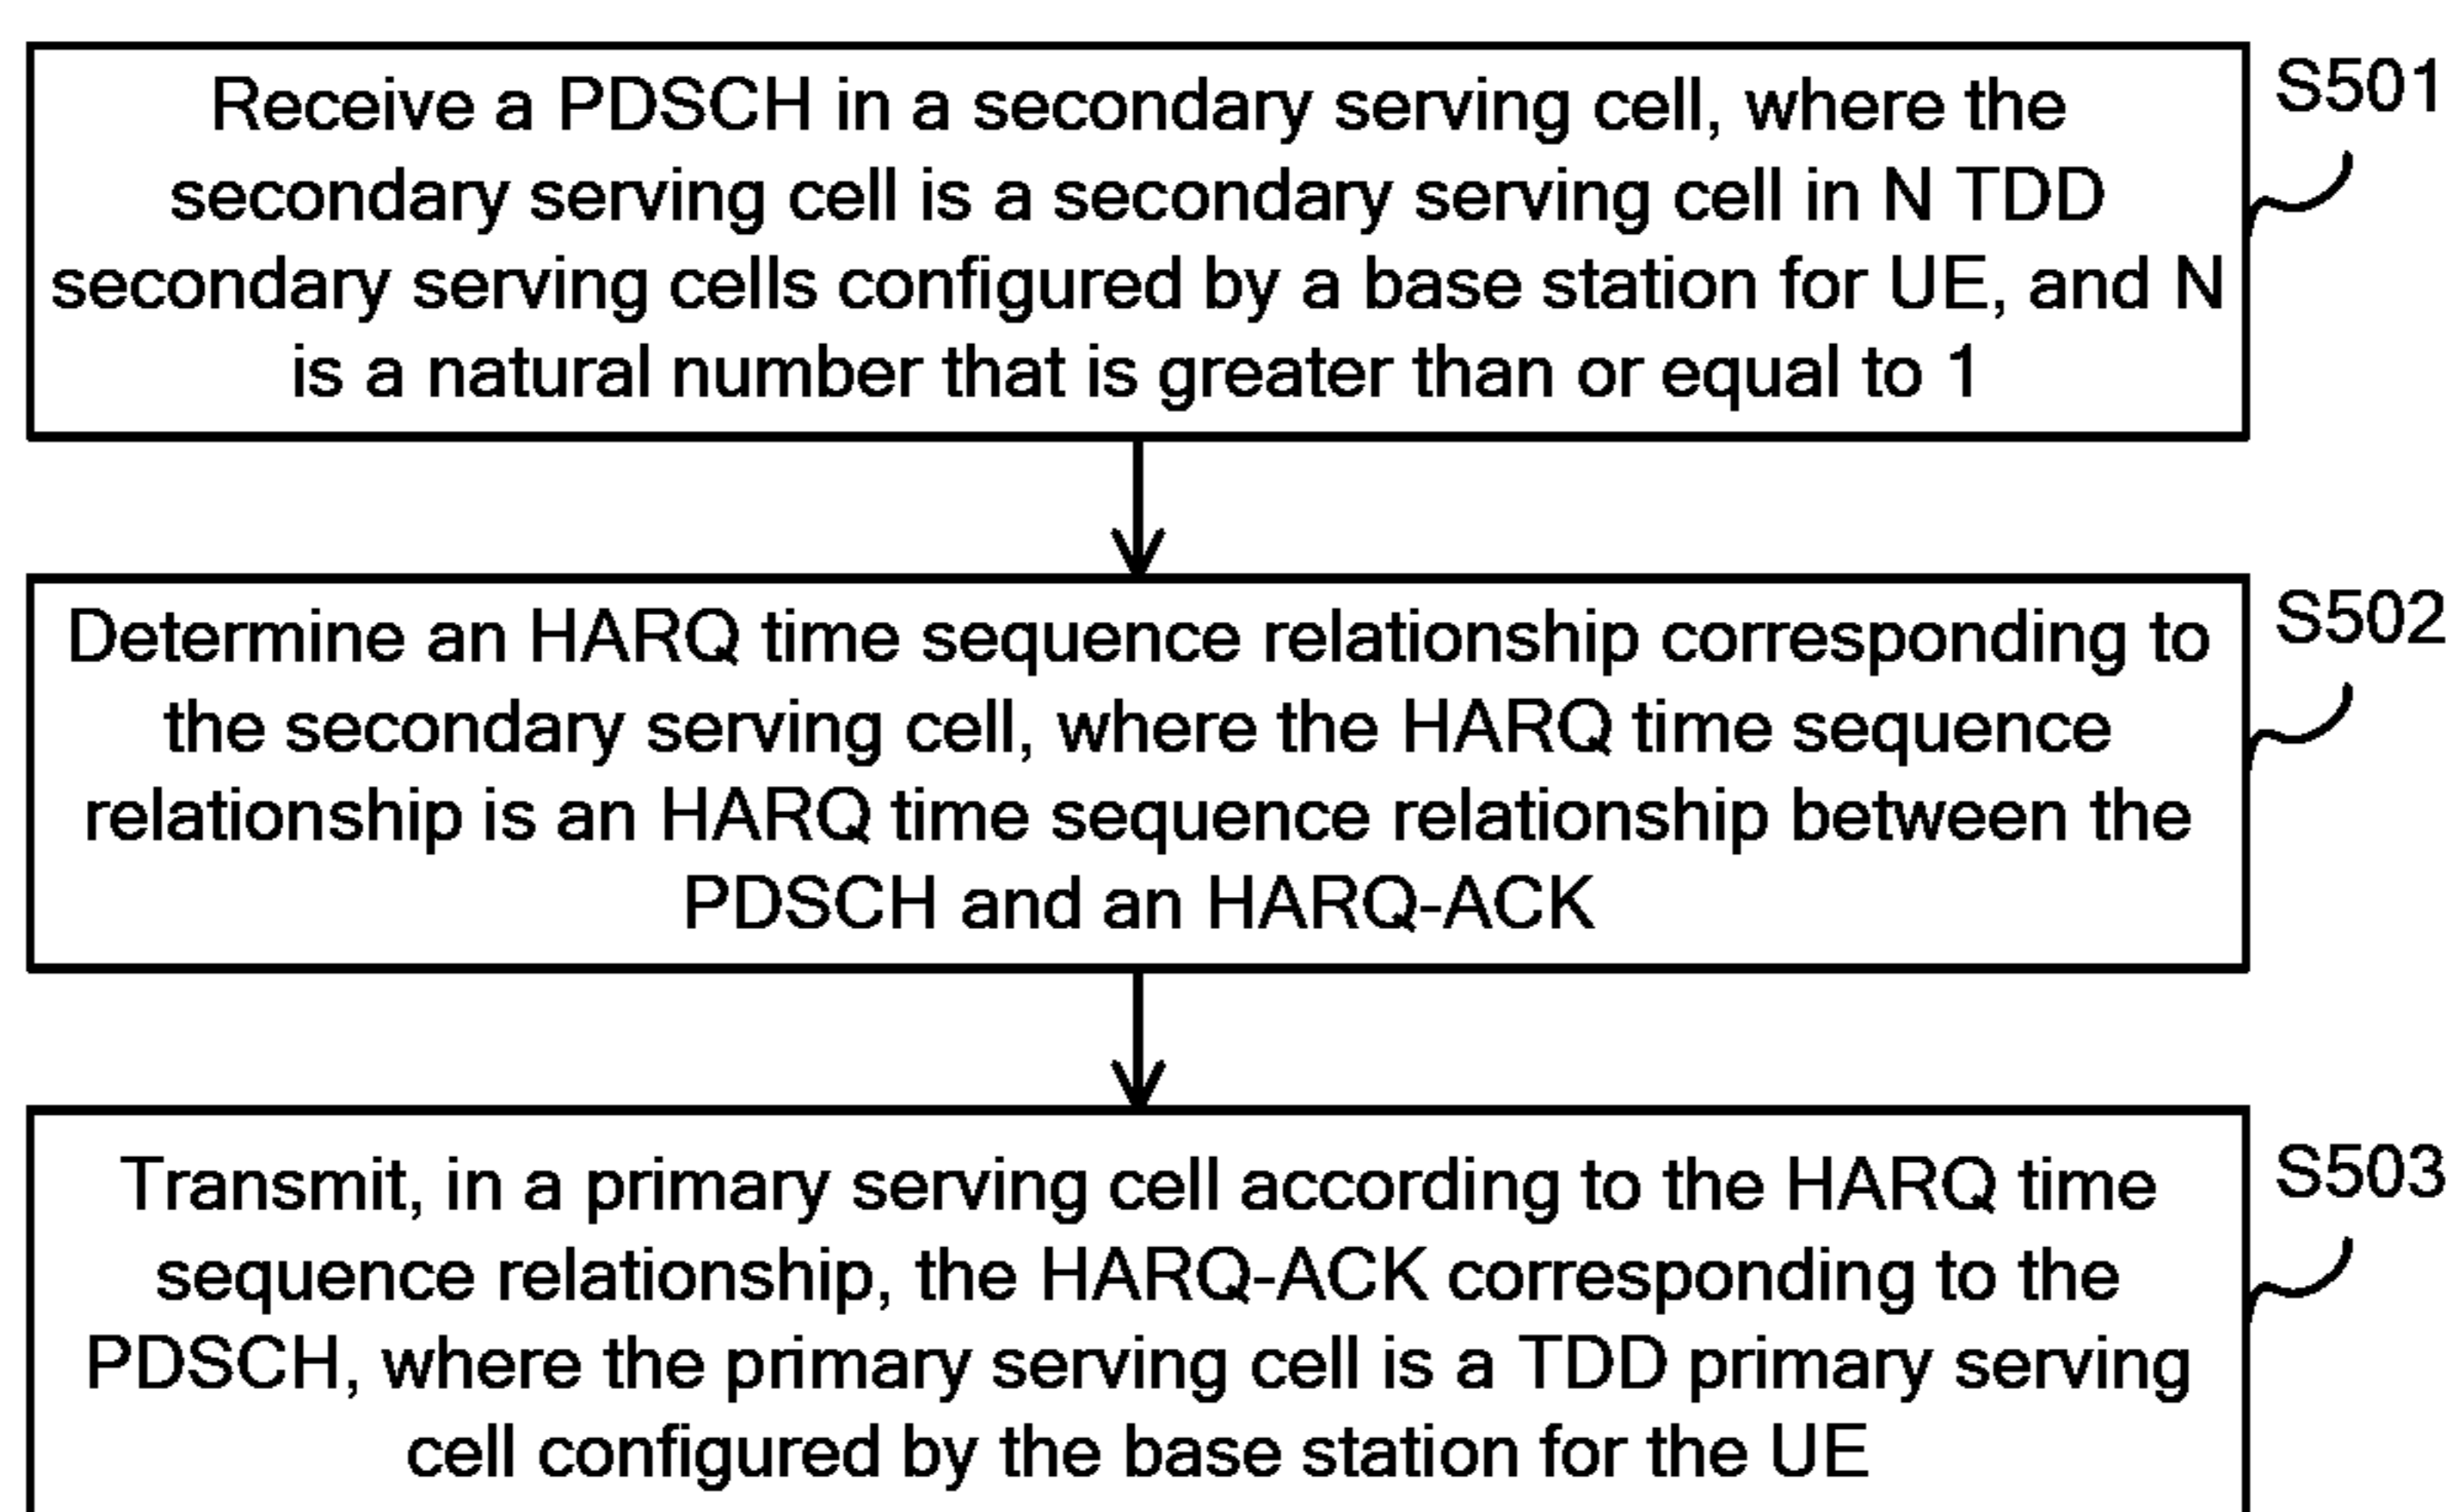 Receive a PDSCH in a secondary serving cell, where the
secondary serving cell is a secondary serving cell in N TDD
secondary serving cells configured by a base station for UE, and N
is a natural number that is greater than or equal to 1
S501
Determine an HARQ time sequence relationship corresponding to
the secondary serving cell, where the HARQ time sequence
relationship is an HARQ time sequence relationship between the
PDSCH and an HARQ-ACK
S502
Transmit, in a primary serving cell according to the HARQ time
sequence relationship, the HARQ-ACK corresponding to the
PDSCH, where the primary serving cell is a TDD primary serving
cell configured by the base station for the UE
S503